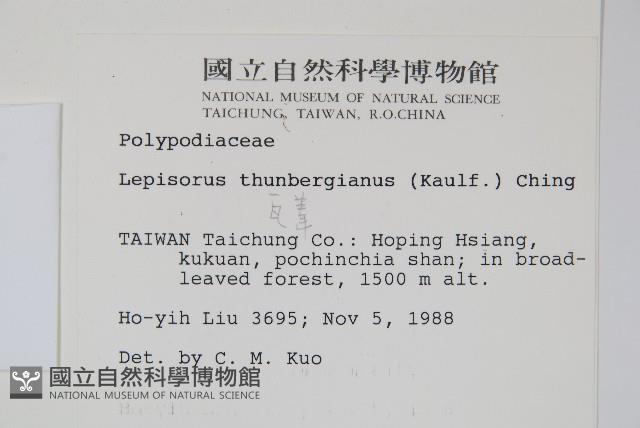 國立自然科學博物館
NATIONAL MUSEUM OF NATURAL SCIENCE
TAICHUNG, TAIWAN, R.O.CHINA
Polypodiaceae
Lepisorus thunbergianus (Kaulf.) Ching
瓦葦
TAIWAN Taichung Co.: Hoping Hsiang,
kukuan, pochinchia shan; in broad-
leaved forest, 1500 m alt.
Ho-yih Liu 3695; Nov 5, 1988
Det. by C. M. Kuo
國立自然科學博物館
NATIONAL MUSEUM OF NATURAL SCIENCE